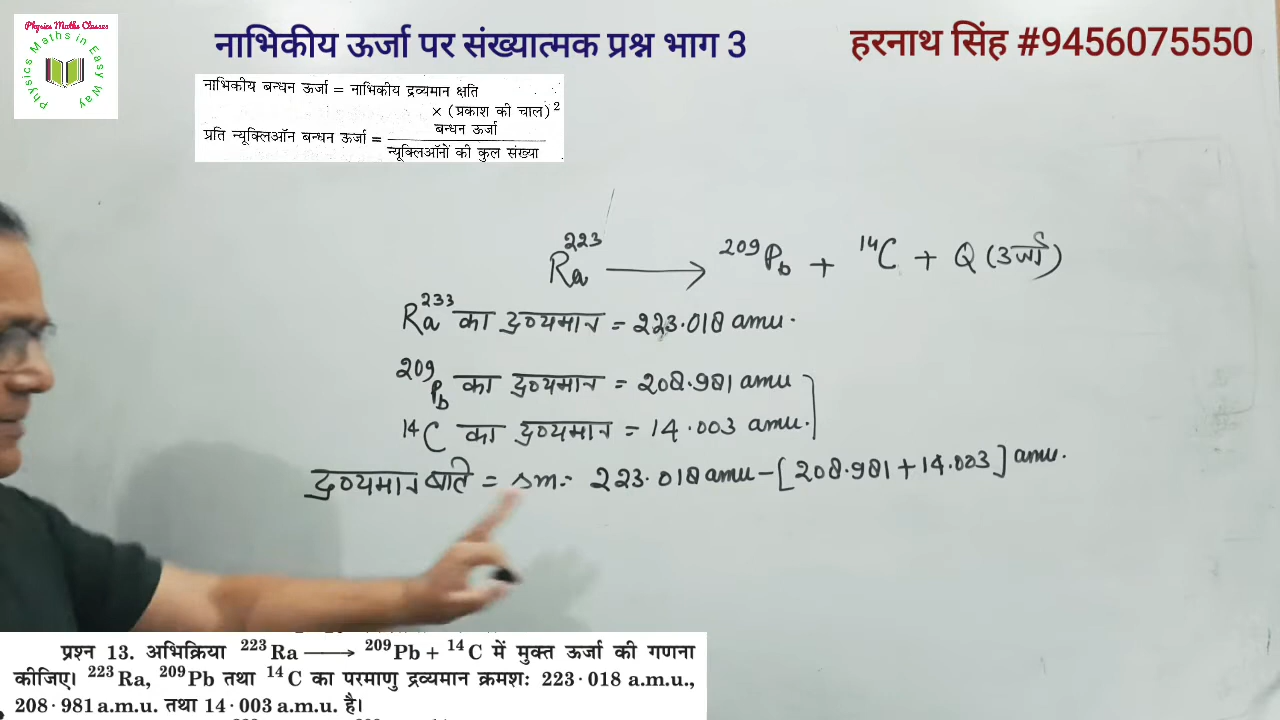 Physics Maths Classes
Physics Maths in Easy Way
नाभिकीय ऊर्जा पर संख्यात्मक प्रश्न भाग 3
हरनाथ सिंह #9456075550
नाभिकीय बन्धन ऊर्जा = नाभिकीय द्रव्यमान क्षति
× (प्रकाश की चाल)²
प्रति न्यूक्लिऑन बन्धन ऊर्जा = बन्धन ऊर्जा / न्यूक्लिऑनों की कुल संख्या
Ra²²³ → ²⁰⁹Pb + ¹⁴C + Q (ऊर्जा)
Ra²³³ का द्रव्यमान = 223.018 amu.
²⁰⁹Pb का द्रव्यमान = 208.981 amu
¹⁴C का द्रव्यमान = 14.003 amu.
द्रव्यमान = Δm = 223.018 amu - [208.981 + 14.003] amu.
प्रश्न 13. अभिक्रिया ²²³Ra → ²⁰⁹Pb + ¹⁴C में मुक्त ऊर्जा की गणना
कीजिए। ²²³Ra, ²⁰⁹Pb तथा ¹⁴C का परमाणु द्रव्यमान क्रमशः 223·018 a.m.u.,
208·981 a.m.u. तथा 14·003 a.m.u. है।